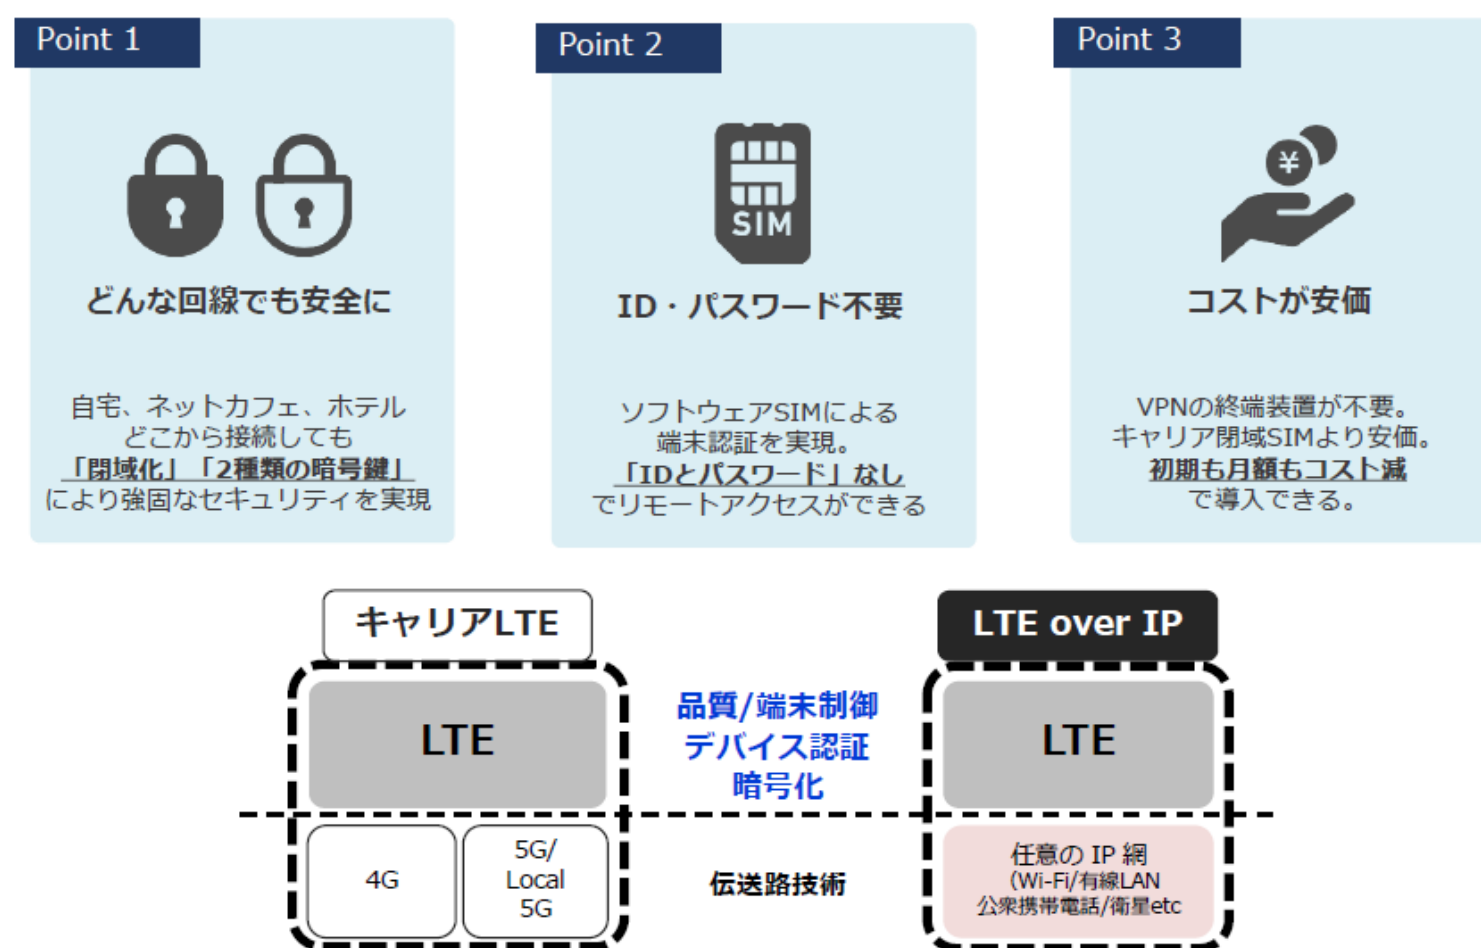 Point 1
どんな回線でも安全に
自宅、ネットカフェ、ホテル
どこから接続しても
「閉域化」「2種類の暗号鍵」
により強固なセキュリティを実現
Point 2
SIM
ID・パスワード不要
ソフトウェアSIMによる
端末認証を実現。
「IDとパスワード」なし
でリモートアクセスができる
Point 3
¥
コストが安価
VPNの終端装置が不要。
キャリア閉域SIMより安価。
初期も月額もコスト減
で導入できる。
キャリアLTE
LTE
4G
5G/
Local
5G
品質/端末制御
デバイス認証
暗号化
伝送路技術
LTE over IP
LTE
任意の IP 網
（Wi-Fi/有線LAN
公衆携帯電話/衛星etc